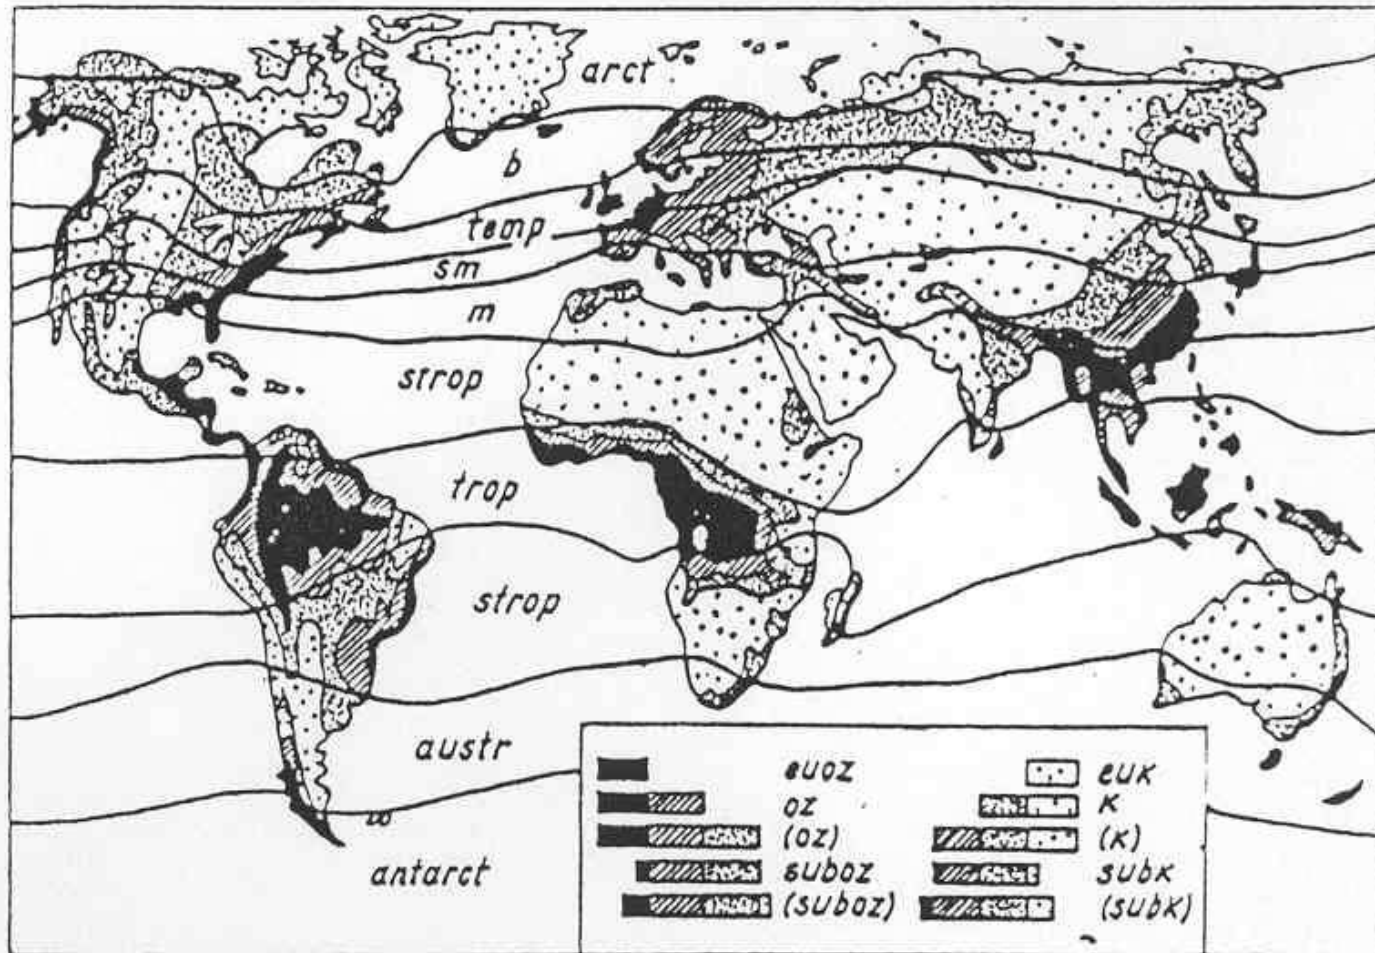 arct
b
temp
sm
m
strop
trop
strop
austr
antarct
euoz euk
oz k
(oz) (k)
suboz subk
(suboz) (subk)